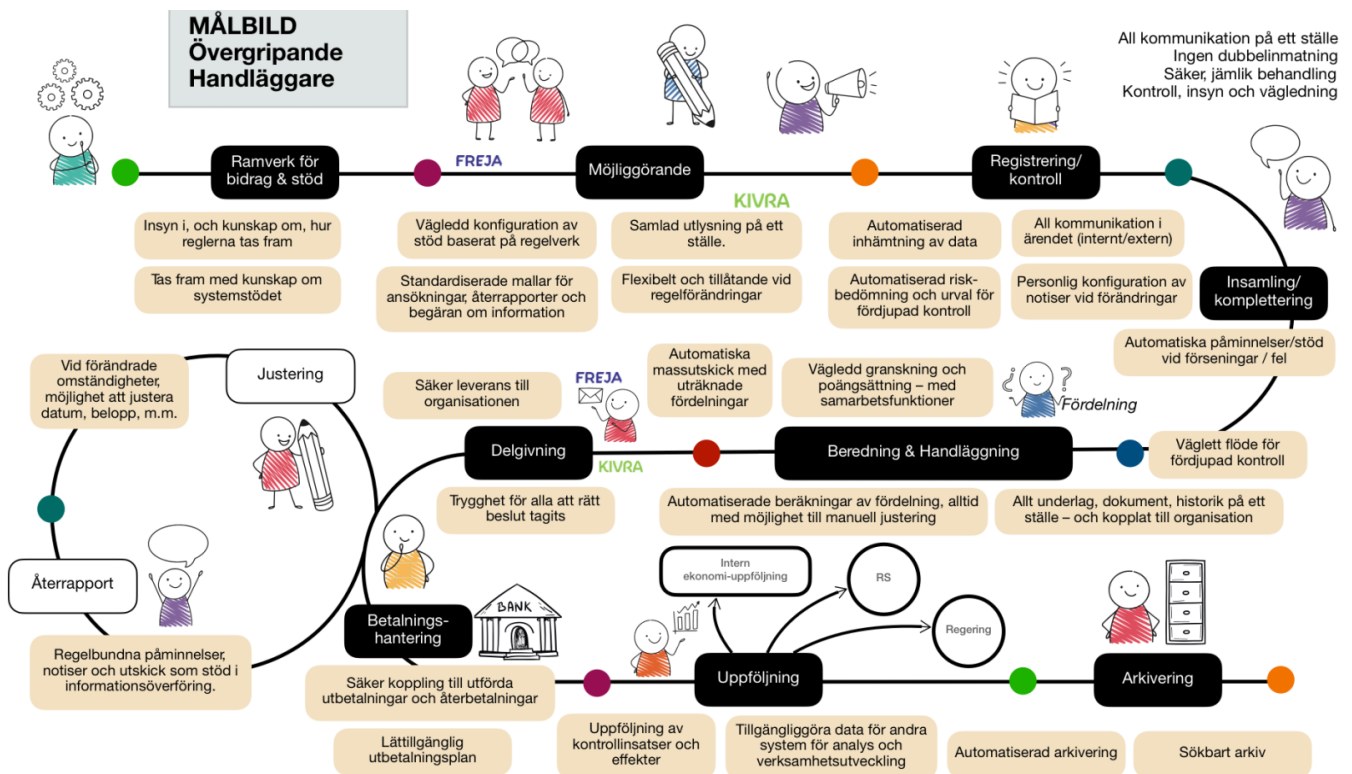 MÅLBILD
Övergripande
Handläggare
All kommunikation på ett ställe
Ingen dubbelinmatning
Säker, jämlik behandling
Kontroll, insyn och vägledning
Ramverk för
bidrag & stöd
FREJA
Möjliggörande
KIVRA
Registrering/
kontroll
Insyn i, och kunskap om, hur
reglerna tas fram
Tas fram med kunskap om
systemstödet
Vägledd konfiguration av
stöd baserat på regelverk
Standardiserade mallar för
ansökningar, återrapporter och
begäran om information
Samlad utlysning på ett
ställe.
Flexibelt och tillåtande vid
regelförändringar
Automatiserad
inhämtning av data
Automatiserad risk-
bedömning och urval för
fördjupad kontroll
All kommunikation i
ärendet (internt/extern)
Personlig konfiguration av
notiser vid förändringar
Insamling/
komplettering
Automatiska påminnelser/stöd
vid förseningar / fel
Vid förändrade
omständigheter,
möjlighet att justera
datum, belopp, m.m.
Justering
Säker leverans till
organisationen
FREJA
Automatiska
massutskick med
uträknade
fördelningar
Vägledd granskning och
poängsättning – med
samarbetsfunktioner
Fördelning
Delgivning
KIVRA
Beredning & Handläggning
Väglett flöde för
fördjupad kontroll
Trygghet för alla att rätt
beslut tagits
Automatiserade beräkningar av fördelning, alltid
med möjlighet till manuell justering
Allt underlag, dokument, historik på ett
ställe – och kopplat till organisation
Återrapport
Intern
ekonomi-uppföljning
RS
Regering
Betalnings-
hantering
BANK
Regelbundna påminnelser,
notiser och utskick som stöd i
informationsöverföring.
Säker koppling till utförda
utbetalningar och återbetalningar
Lättillgänglig
utbetalningsplan
Uppföljning
Arkivering
Uppföljning av
kontrollinsatser och
effekter
Tillgängliggöra data för andra
system för analys och
verksamhetsutveckling
Automatiserad arkivering
Sökbart arkiv